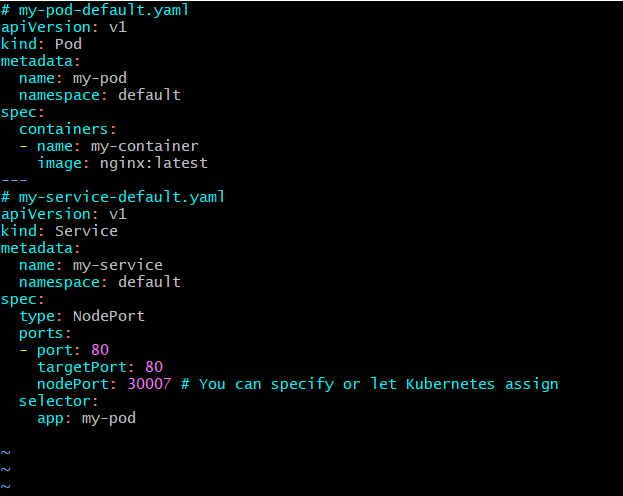 # my-pod-default.yaml
apiVersion: v1
kind: Pod
metadata:
  name: my-pod
  namespace: default
spec:
  containers:
  - name: my-container
    image: nginx:latest
---
# my-service-default.yaml
apiVersion: v1
kind: Service
metadata:
  name: my-service
  namespace: default
spec:
  type: NodePort
  ports:
  - port: 80
    targetPort: 80
    nodePort: 30007 # You can specify or let Kubernetes assign
  selector:
    app: my-pod
~
~
~